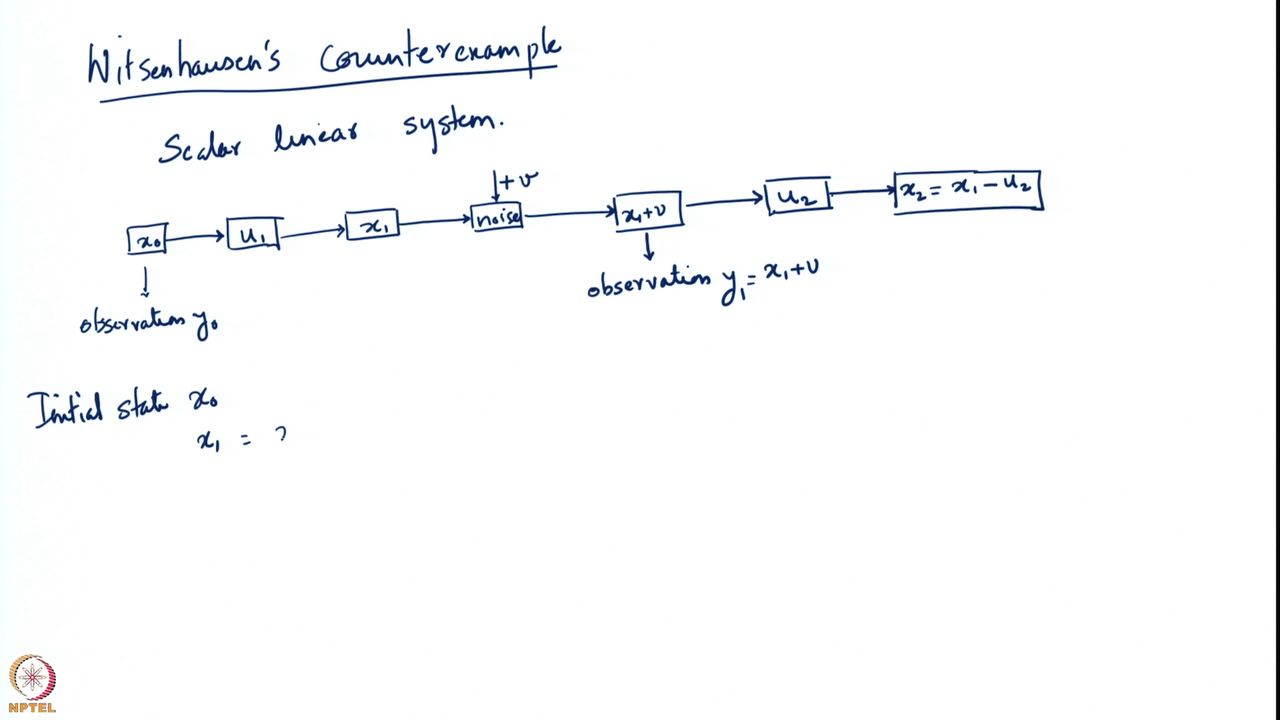 Witsenhausen's Counterexample
Scalar linear system.
+v
x₀ u₁ x₁ noise x₁+v u₂ x₂ = x₁ - u₂
observation y₀
observation y₁ = x₁+v
Initial state x₀
x₁ =
NPTEL